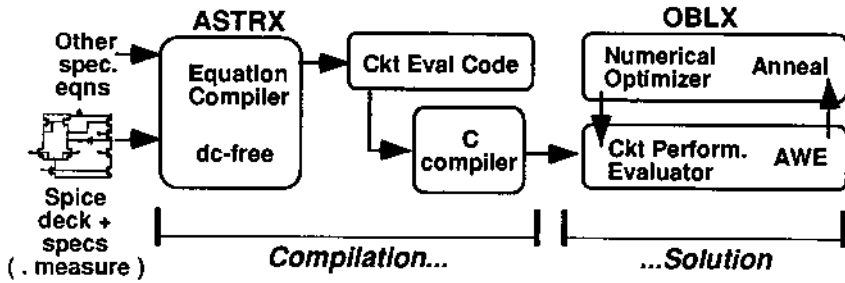 ASTRX
OBLX
Other
spec.
eqns
Equation
Compiler
dc-free
Ckt Eval Code
C
compiler
Numerical
Optimizer
Anneal
Ckt Perform.
Evaluator
AWE
Spice
deck +
specs
( . measure )
Compilation...
...Solution